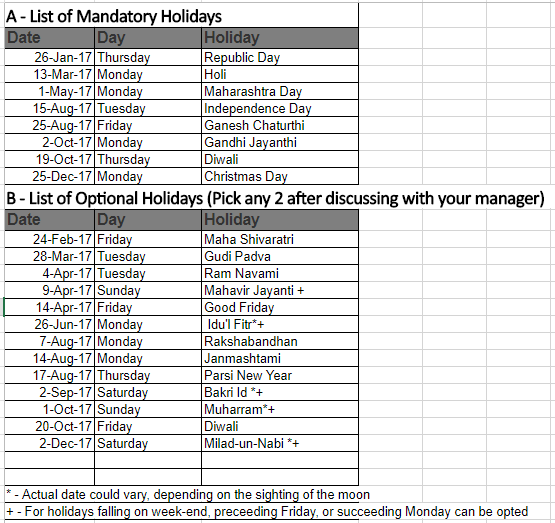 A - List of Mandatory Holidays
Date Day Holiday
26-Jan-17 Thursday Republic Day
13-Mar-17 Monday Holi
1-May-17 Monday Maharashtra Day
15-Aug-17 Tuesday Independence Day
25-Aug-17 Friday Ganesh Chaturthi
2-Oct-17 Monday Gandhi Jayanthi
19-Oct-17 Thursday Diwali
25-Dec-17 Monday Christmas Day
B - List of Optional Holidays (Pick any 2 after discussing with your manager)
Date Day Holiday
24-Feb-17 Friday Maha Shivaratri
28-Mar-17 Tuesday Gudi Padva
4-Apr-17 Tuesday Ram Navami
9-Apr-17 Sunday Mahavir Jayanti +
14-Apr-17 Friday Good Friday
26-Jun-17 Monday Idu'l Fitr*+
7-Aug-17 Monday Rakshabandhan
14-Aug-17 Monday Janmashtami
17-Aug-17 Thursday Parsi New Year
2-Sep-17 Saturday Bakri Id *+
1-Oct-17 Sunday Muharram*+
20-Oct-17 Friday Diwali
2-Dec-17 Saturday Milad-un-Nabi *+
* - Actual date could vary, depending on the sighting of the moon
+ - For holidays falling on week-end, preceeding Friday, or succeeding Monday can be opted